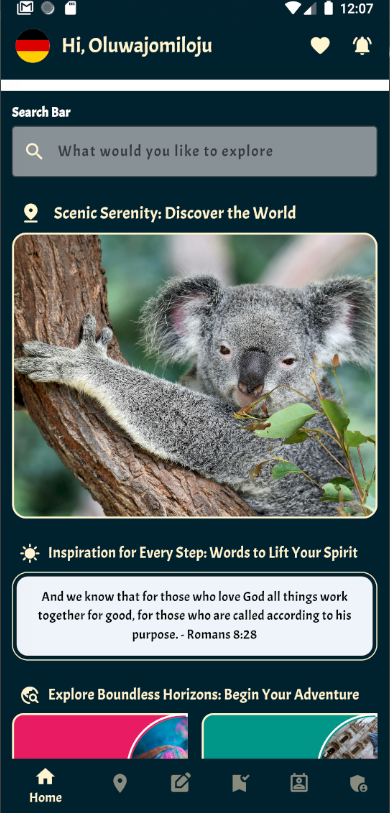 12:07
Hi, Oluwajomiloju
Search Bar
What would you like to explore
Scenic Serenity: Discover the World
Inspiration for Every Step: Words to Lift Your Spirit
And we know that for those who love God all things work
together for good, for those who are called according to his
purpose. - Romans 8:28
Explore Boundless Horizons: Begin Your Adventure
Home